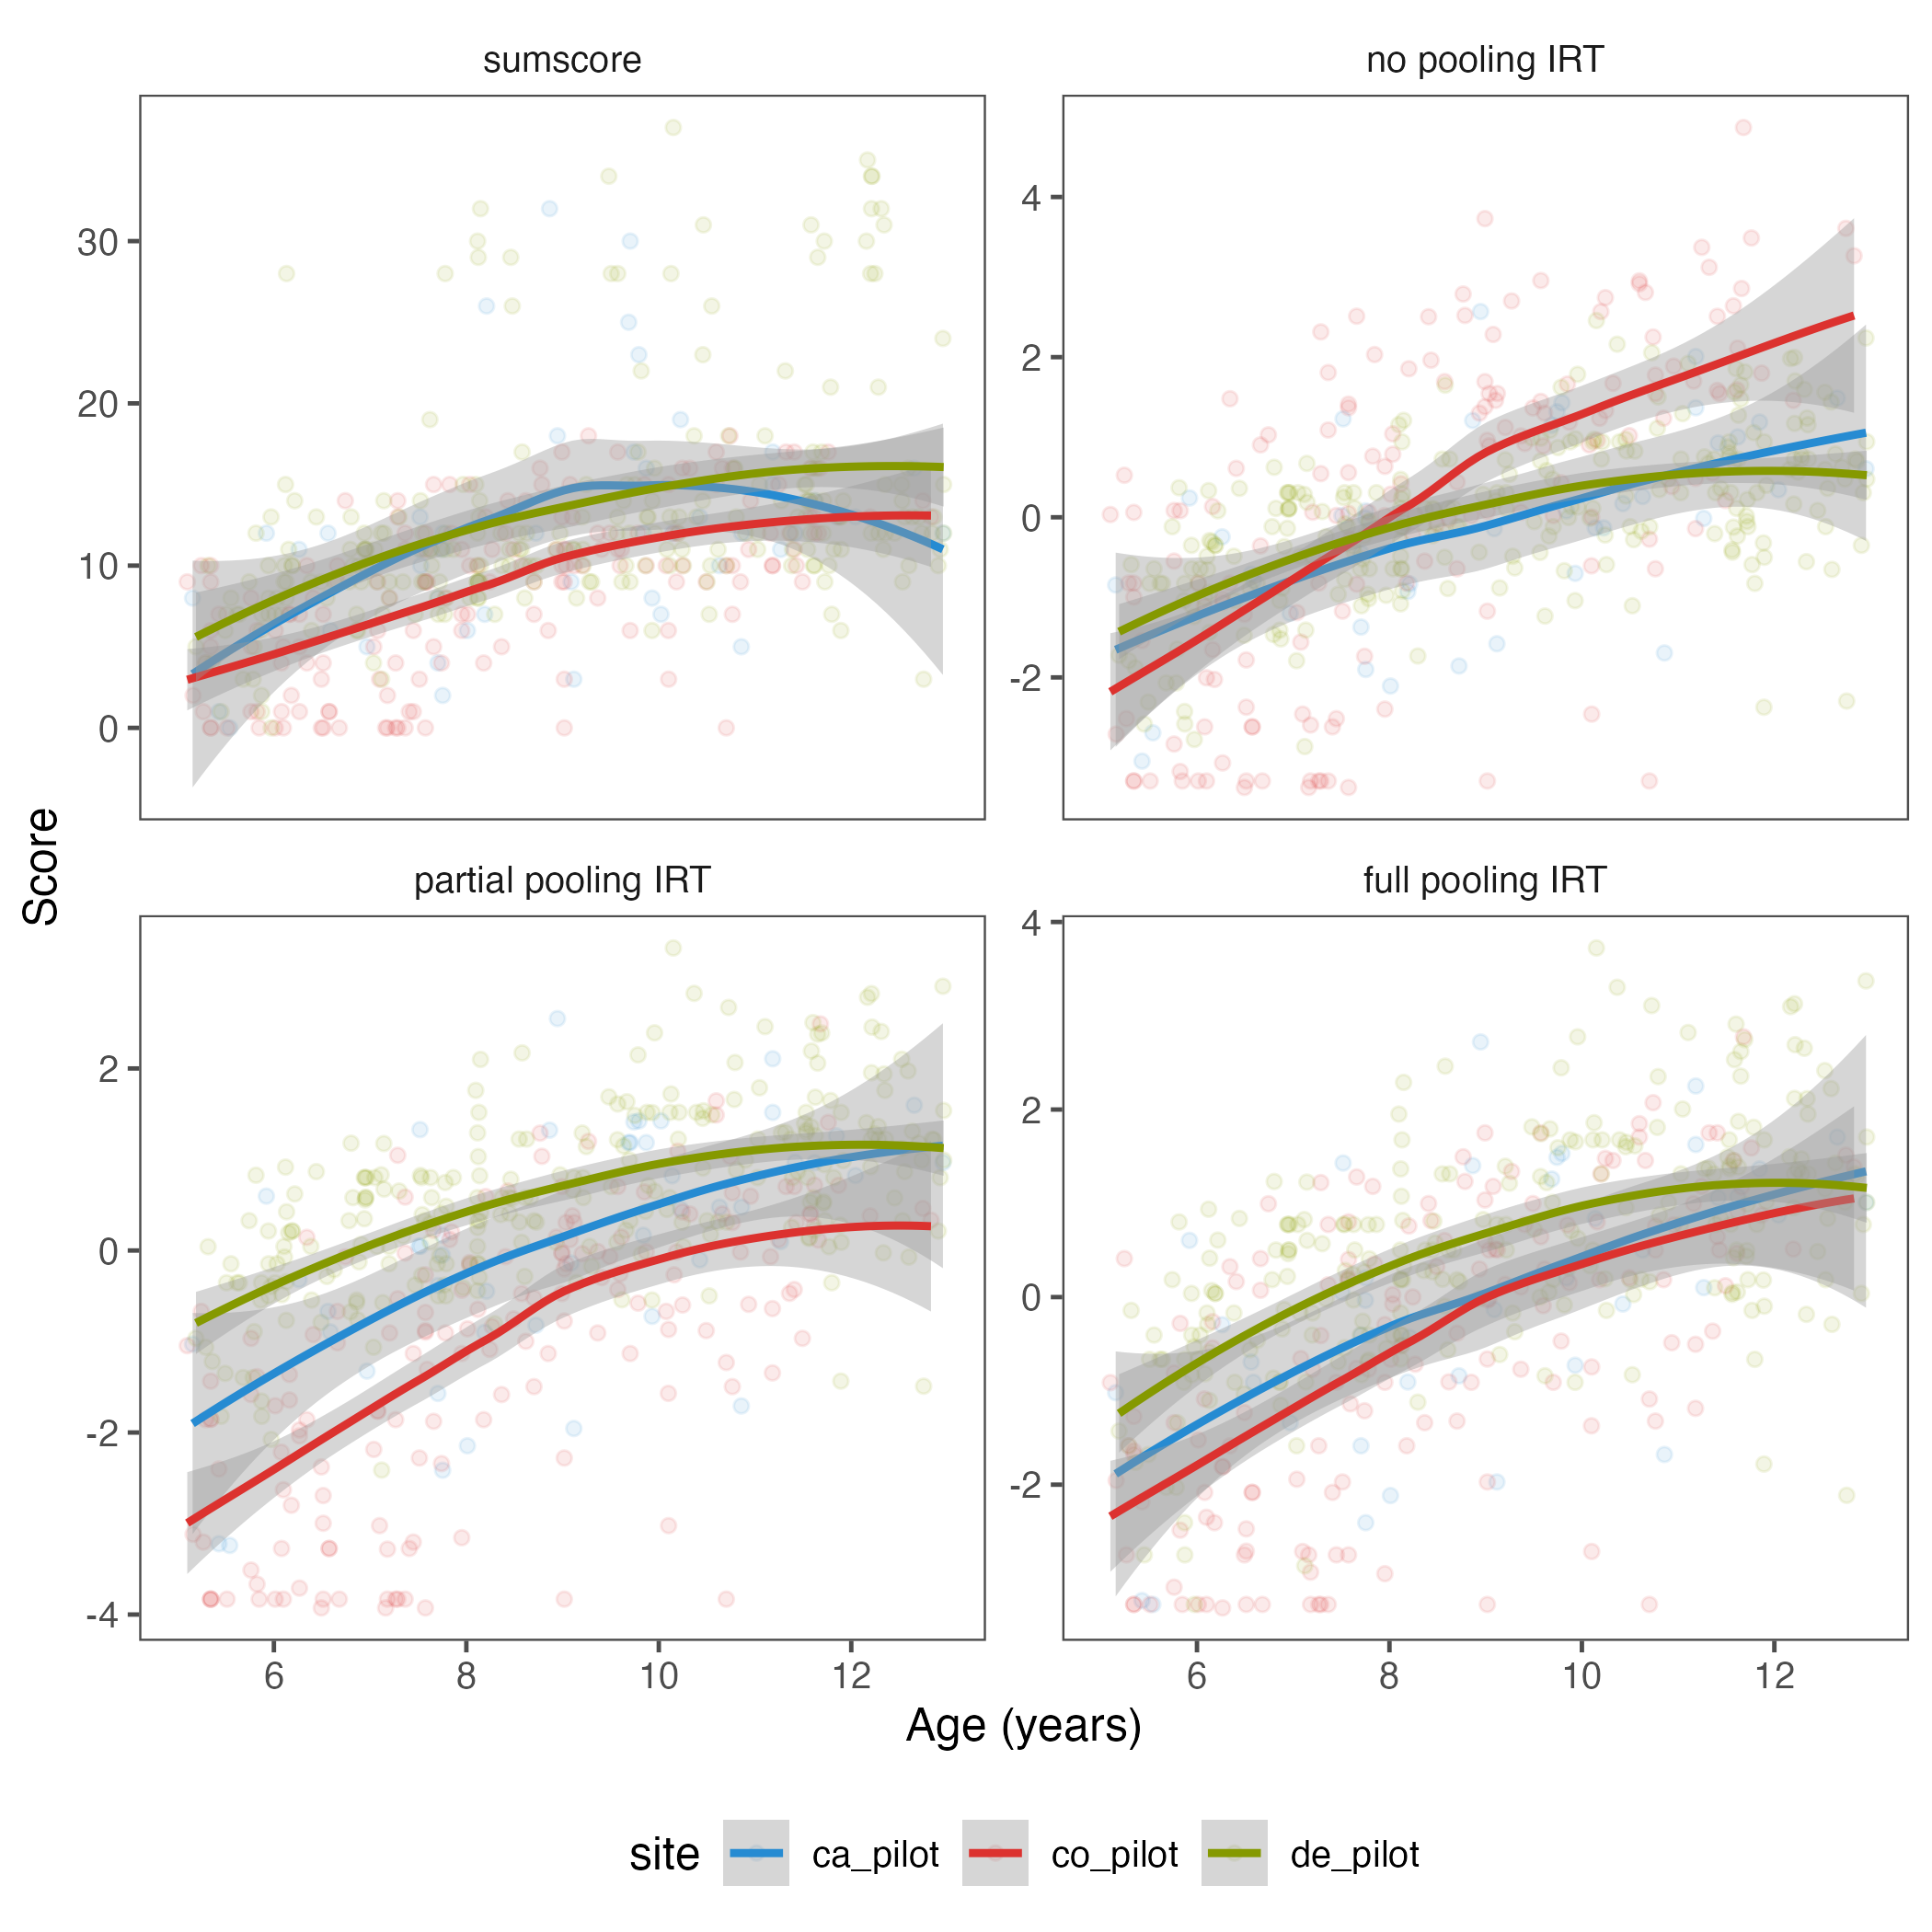 sumscore
no pooling IRT
30
20
10
0
4
2
0
-2
Score
partial pooling IRT
full pooling IRT
2
0
-2
-4
4
2
0
-2
6 8 10 12
6 8 10 12
Age (years)
site ca_pilot co_pilot de_pilot